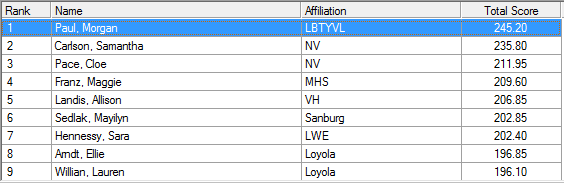 Rank Name Affiliation Total Score
1 Paul, Morgan LBTYVL 245.20
2 Carlson, Samantha NV 235.80
3 Pace, Cloe NV 211.95
4 Franz, Maggie MHS 209.60
5 Landis, Allison VH 206.85
6 Sedlak, Mayilyn Sanburg 202.85
7 Hennessy, Sara LWE 202.40
8 Arndt, Ellie Loyola 196.85
9 Willian, Lauren Loyola 196.10